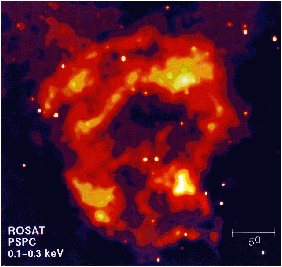 ROSAT
PSPC
0.1-0.3 keV
5°